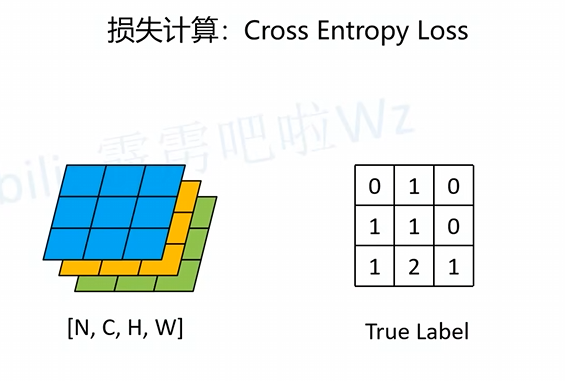 损失计算：Cross Entropy Loss
bili 霹雳吧啦Wz
0 1 0
1 1 0
1 2 1
[N, C, H, W]
True Label